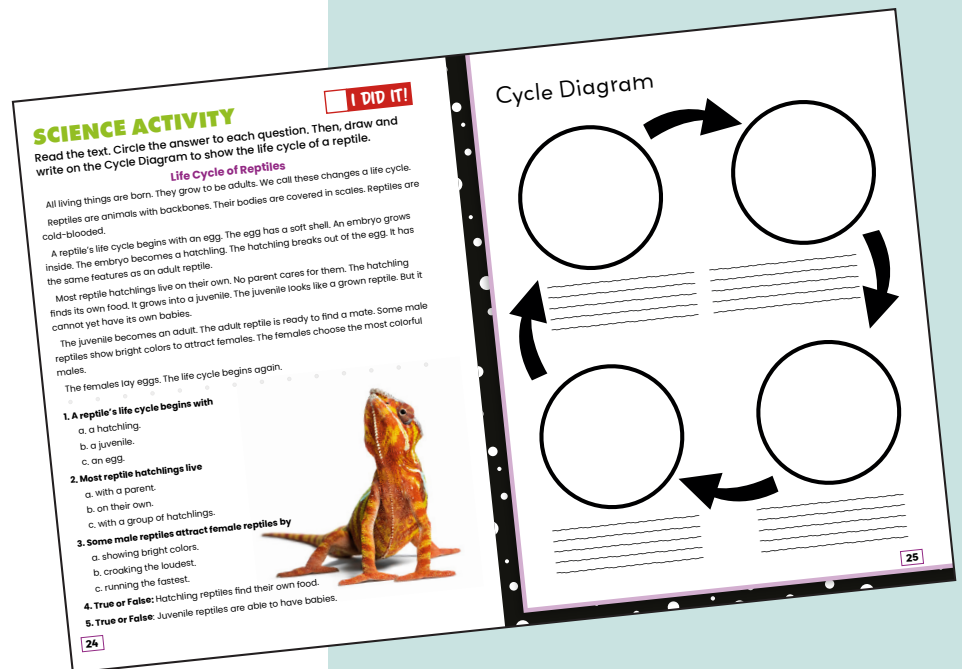 I DID IT!
SCIENCE ACTIVITY
Read the text. Circle the answer to each question. Then, draw and
write on the Cycle Diagram to show the life cycle of a reptile.
Life Cycle of Reptiles
All living things are born. They grow to be adults. We call these changes a life cycle.
Reptiles are animals with backbones. Their bodies are covered in scales. Reptiles are
cold-blooded.
A reptile's life cycle begins with an egg. The egg has a soft shell. An embryo grows
inside. The embryo becomes a hatchling. The hatchling breaks out of the egg. It has
the same features as an adult reptile.
Most reptile hatchlings live on their own. No parent cares for them. The hatchling
finds its own food. It grows into a juvenile. The juvenile looks like a grown reptile. But it
cannot yet have its own babies.
The juvenile becomes an adult. The adult reptile is ready to find a mate. Some male
reptiles show bright colors to attract females. The females choose the most colorful
males.
The females lay eggs. The life cycle begins again.
1. A reptile's life cycle begins with
a. a hatchling.
b. a juvenile.
c. an egg.
2. Most reptile hatchlings live
a. with a parent.
b. on their own.
c. with a group of hatchlings.
3. Some male reptiles attract female reptiles by
a. showing bright colors.
b. croaking the loudest.
c. running the fastest.
4. True or False: Hatchling reptiles find their own food.
5. True or False: Juvenile reptiles are able to have babies.
24
Cycle Diagram
25